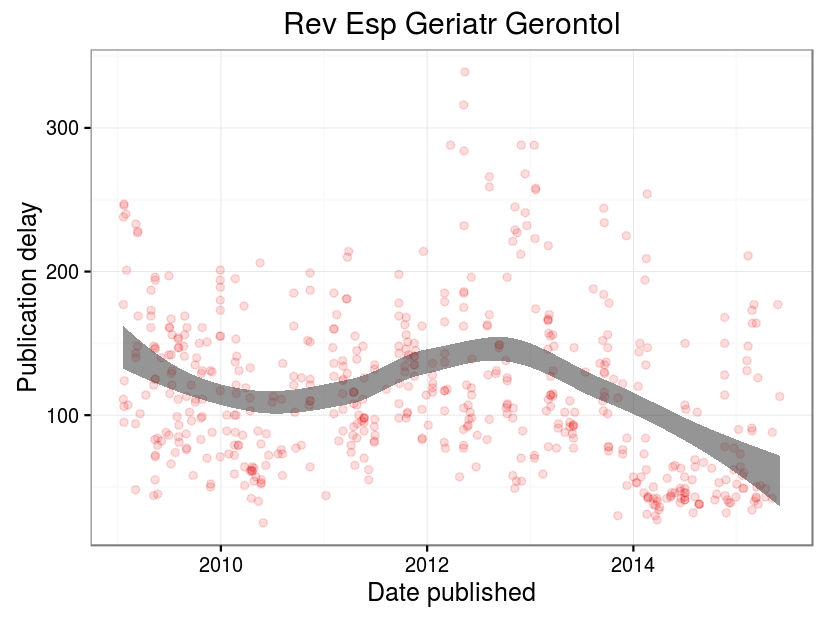 Rev Esp Geriatr Gerontol
Publication delay
300
200
100
2010
2012
2014
Date published